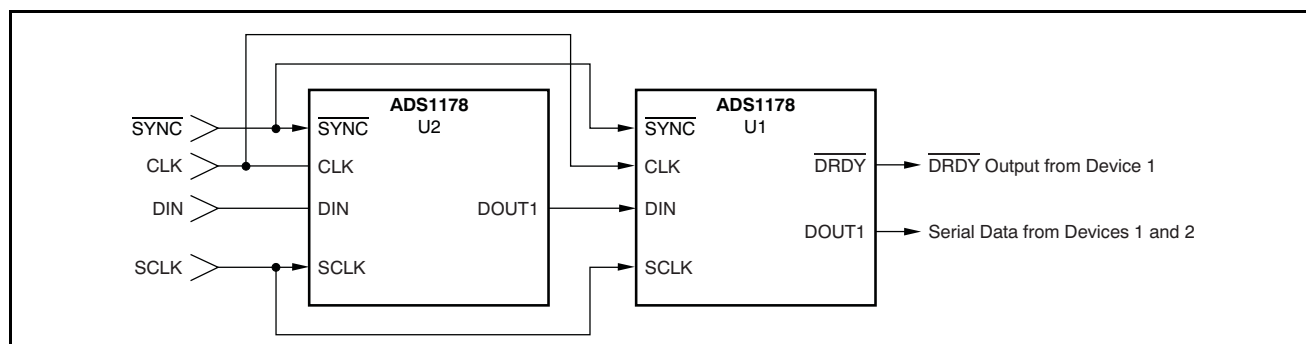 SYNC
CLK
DIN
SCLK
ADS1178
U2
SYNC
CLK
DIN
SCLK
DOUT1
ADS1178
U1
SYNC
CLK
DIN
SCLK
DRDY
DOUT1
DRDY Output from Device 1
Serial Data from Devices 1 and 2